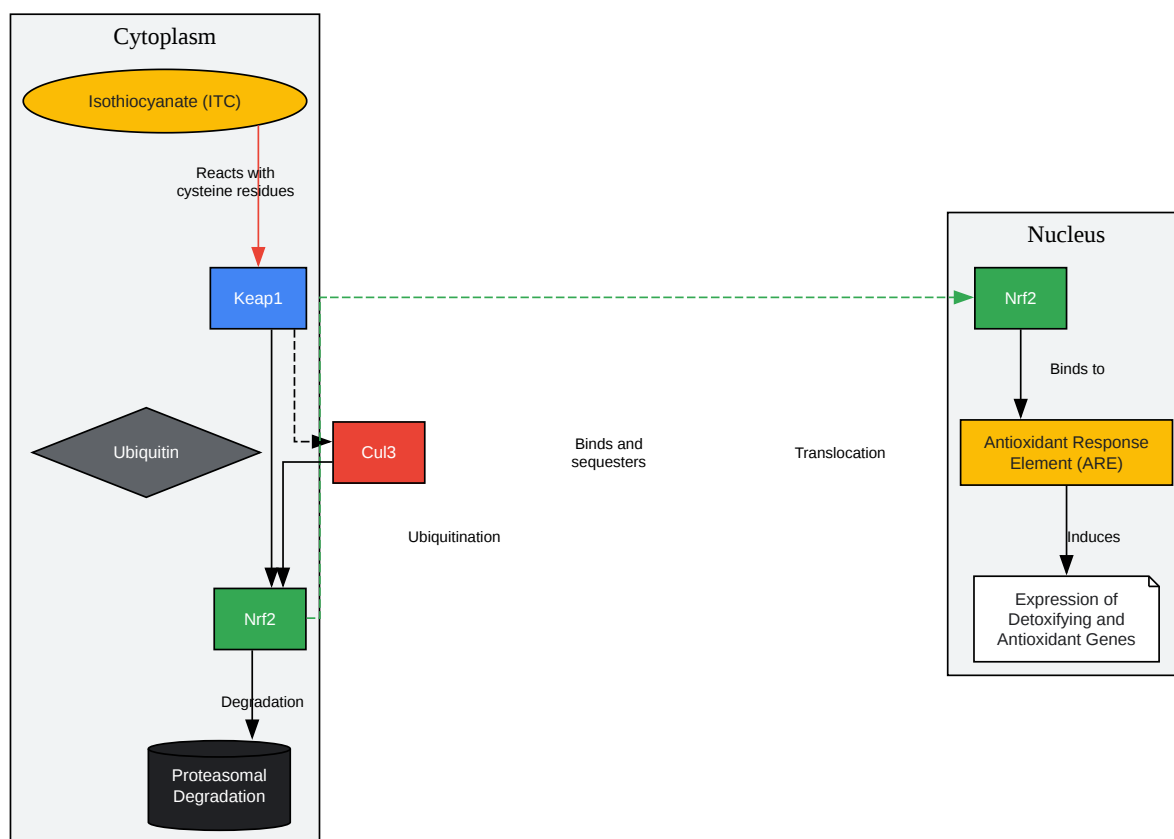 Cytoplasm
Isothiocyanate (ITC)
Reacts with
cysteine residues
Keap1
Ubiquitin
Cul3
Binds and
sequesters
Translocation
Ubiquitination
Nrf2
Degradation
Proteasomal
Degradation
Nucleus
Nrf2
Binds to
Antioxidant Response
Element (ARE)
Induces
Expression of
Detoxifying and
Antioxidant Genes